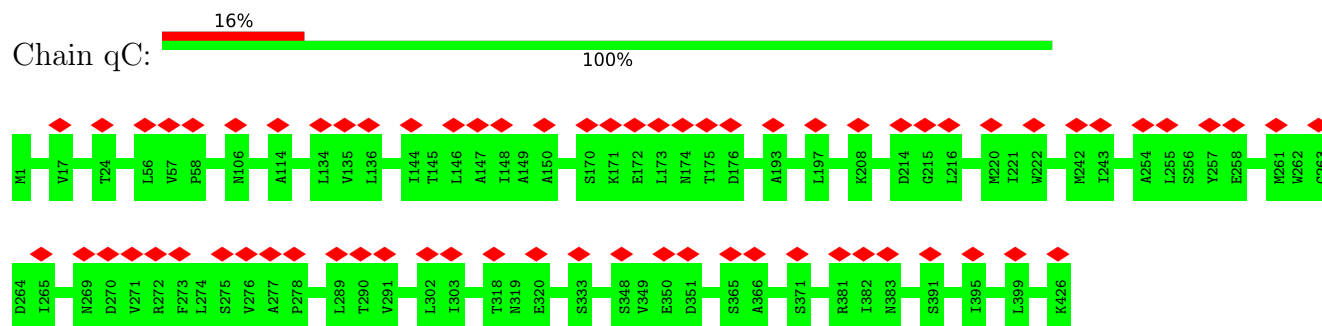 16%
Chain qC:
100%
M1 V17 T24 L56 V57 P58 N106 A114 L134 V135 L136 I144 T145 L146 A147 I148 A149 A150 S170 K171 E172 L173 N174 T175 D176 A193 L197 K208 D214 G215 L216 M220 I221 W222 M242 I243 A254 L255 S256 Y257 E258 M261 W262 G263
D264 I265 N269 D270 V271 R272 F273 L274 S275 V276 A277 P278 L289 T290 V291 L302 I303 T318 N319 E320 S333 S348 V349 E350 D351 S365 A366 S371 R381 I382 N383 S391 I395 L399 K426